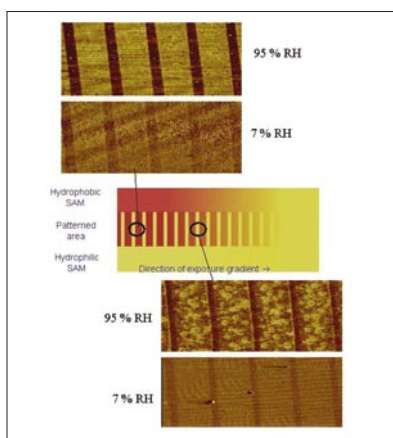 95 % RH
7 % RH
Hydrophobic
SAM
Patterned
area
Hydrophilic
SAM
Direction of exposure gradient →
95 % RH
7 % RH